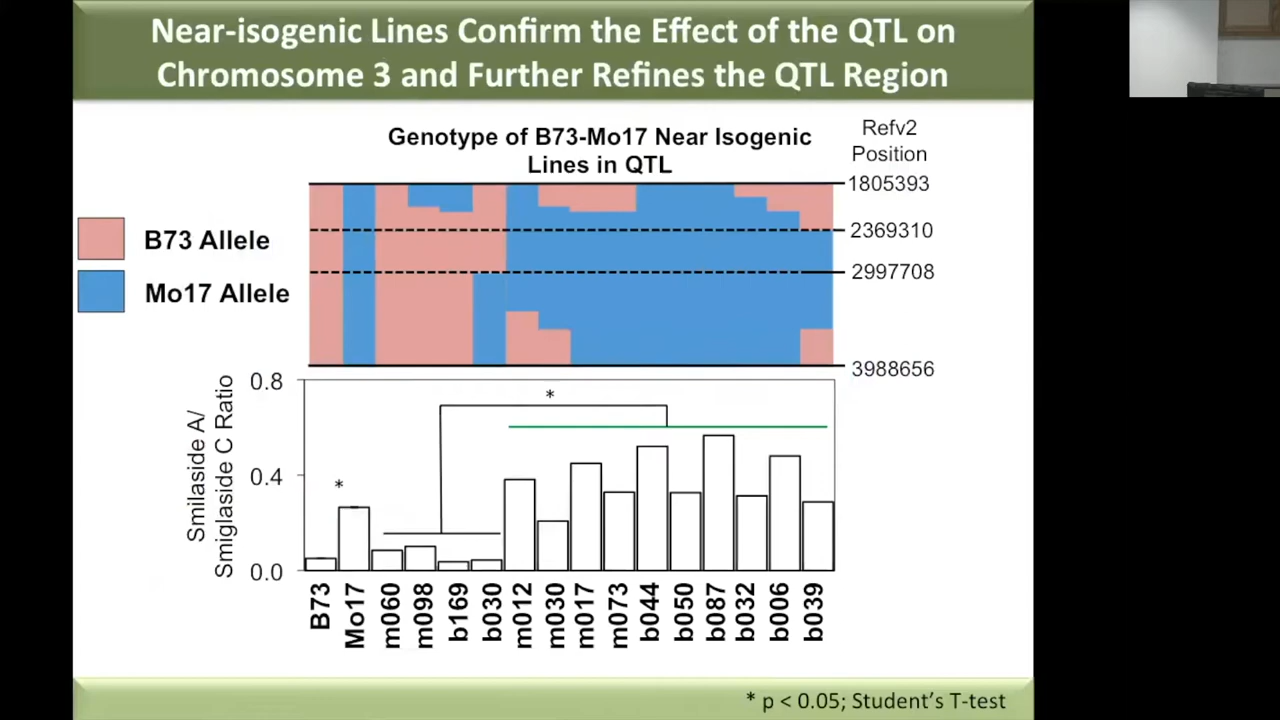 Near-isogenic Lines Confirm the Effect of the QTL on
Chromosome 3 and Further Refines the QTL Region
Genotype of B73-Mo17 Near Isogenic
Lines in QTL
Refv2
Position
1805393
2369310
2997708
3988656
B73 Allele
Mo17 Allele
Smilaside A/
Smiglaside C Ratio
0.8
0.4
0.0
*
*
B73
Mo17
m060
m098
b169
b030
m012
m030
m017
m073
b044
b050
b087
b032
b006
b039
* p < 0.05; Student's T-test